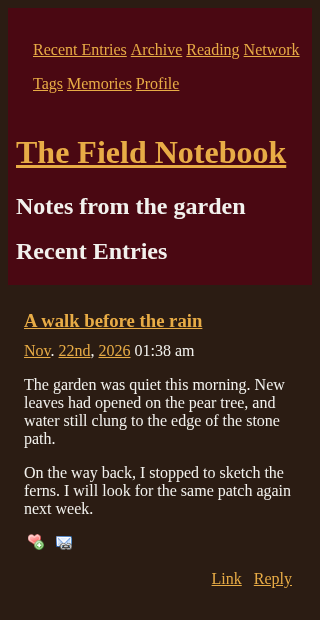 Recent Entries Archive Reading Network
Tags Memories Profile
The Field Notebook
Notes from the garden
Recent Entries
A walk before the rain
Nov. 22nd, 2026 01:38 am
The garden was quiet this morning. New
leaves had opened on the pear tree, and
water still clung to the edge of the stone
path.
On the way back, I stopped to sketch the
ferns. I will look for the same patch again
next week.
Link Reply